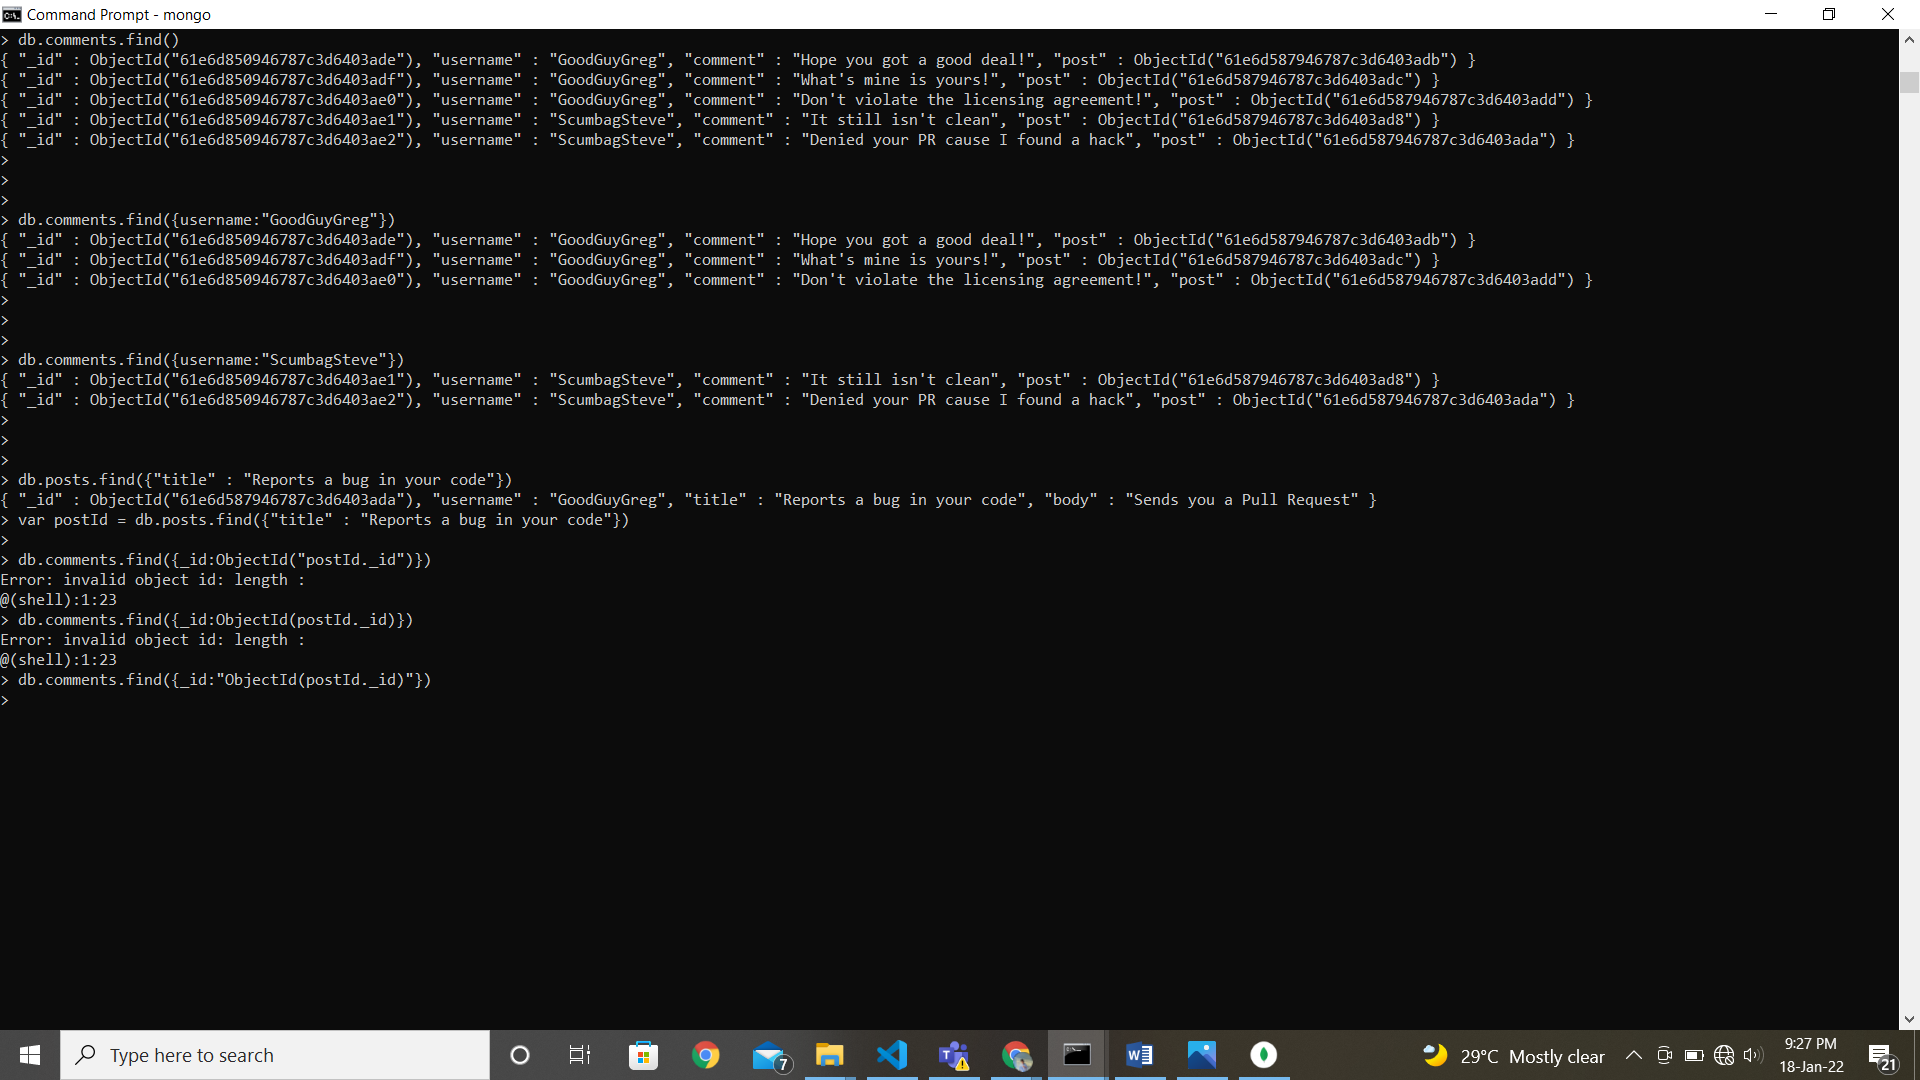 Command Prompt - mongo
> db.comments.find()
{ "_id" : ObjectId("61e6d850946787c3d6403ade"), "username" : "GoodGuyGreg", "comment" : "Hope you got a good deal!", "post" : ObjectId("61e6d587946787c3d6403adb") }
{ "_id" : ObjectId("61e6d850946787c3d6403adf"), "username" : "GoodGuyGreg", "comment" : "What's mine is yours!", "post" : ObjectId("61e6d587946787c3d6403adc") }
{ "_id" : ObjectId("61e6d850946787c3d6403ae0"), "username" : "GoodGuyGreg", "comment" : "Don't violate the licensing agreement!", "post" : ObjectId("61e6d587946787c3d6403add") }
{ "_id" : ObjectId("61e6d850946787c3d6403ae1"), "username" : "ScumbagSteve", "comment" : "It still isn't clean", "post" : ObjectId("61e6d587946787c3d6403ad8") }
{ "_id" : ObjectId("61e6d850946787c3d6403ae2"), "username" : "ScumbagSteve", "comment" : "Denied your PR cause I found a hack", "post" : ObjectId("61e6d587946787c3d6403ada") }
>
>
>
> db.comments.find({username:"GoodGuyGreg"})
{ "_id" : ObjectId("61e6d850946787c3d6403ade"), "username" : "GoodGuyGreg", "comment" : "Hope you got a good deal!", "post" : ObjectId("61e6d587946787c3d6403adb") }
{ "_id" : ObjectId("61e6d850946787c3d6403adf"), "username" : "GoodGuyGreg", "comment" : "What's mine is yours!", "post" : ObjectId("61e6d587946787c3d6403adc") }
{ "_id" : ObjectId("61e6d850946787c3d6403ae0"), "username" : "GoodGuyGreg", "comment" : "Don't violate the licensing agreement!", "post" : ObjectId("61e6d587946787c3d6403add") }
>
>
>
> db.comments.find({username:"ScumbagSteve"})
{ "_id" : ObjectId("61e6d850946787c3d6403ae1"), "username" : "ScumbagSteve", "comment" : "It still isn't clean", "post" : ObjectId("61e6d587946787c3d6403ad8") }
{ "_id" : ObjectId("61e6d850946787c3d6403ae2"), "username" : "ScumbagSteve", "comment" : "Denied your PR cause I found a hack", "post" : ObjectId("61e6d587946787c3d6403ada") }
>
>
>
> db.posts.find({"title" : "Reports a bug in your code"})
{ "_id" : ObjectId("61e6d587946787c3d6403ada"), "username" : "GoodGuyGreg", "title" : "Reports a bug in your code", "body" : "Sends you a Pull Request" }
> var postId = db.posts.find({"title" : "Reports a bug in your code"})
>
> db.comments.find({_id:ObjectId("postId._id")})
Error: invalid object id: length :
@(shell):1:23
> db.comments.find({_id:ObjectId(postId._id)})
Error: invalid object id: length :
@(shell):1:23
> db.comments.find({_id:"ObjectId(postId._id)"})
>
Type here to search
7
29°C Mostly clear
9:27 PM
18-Jan-22
21